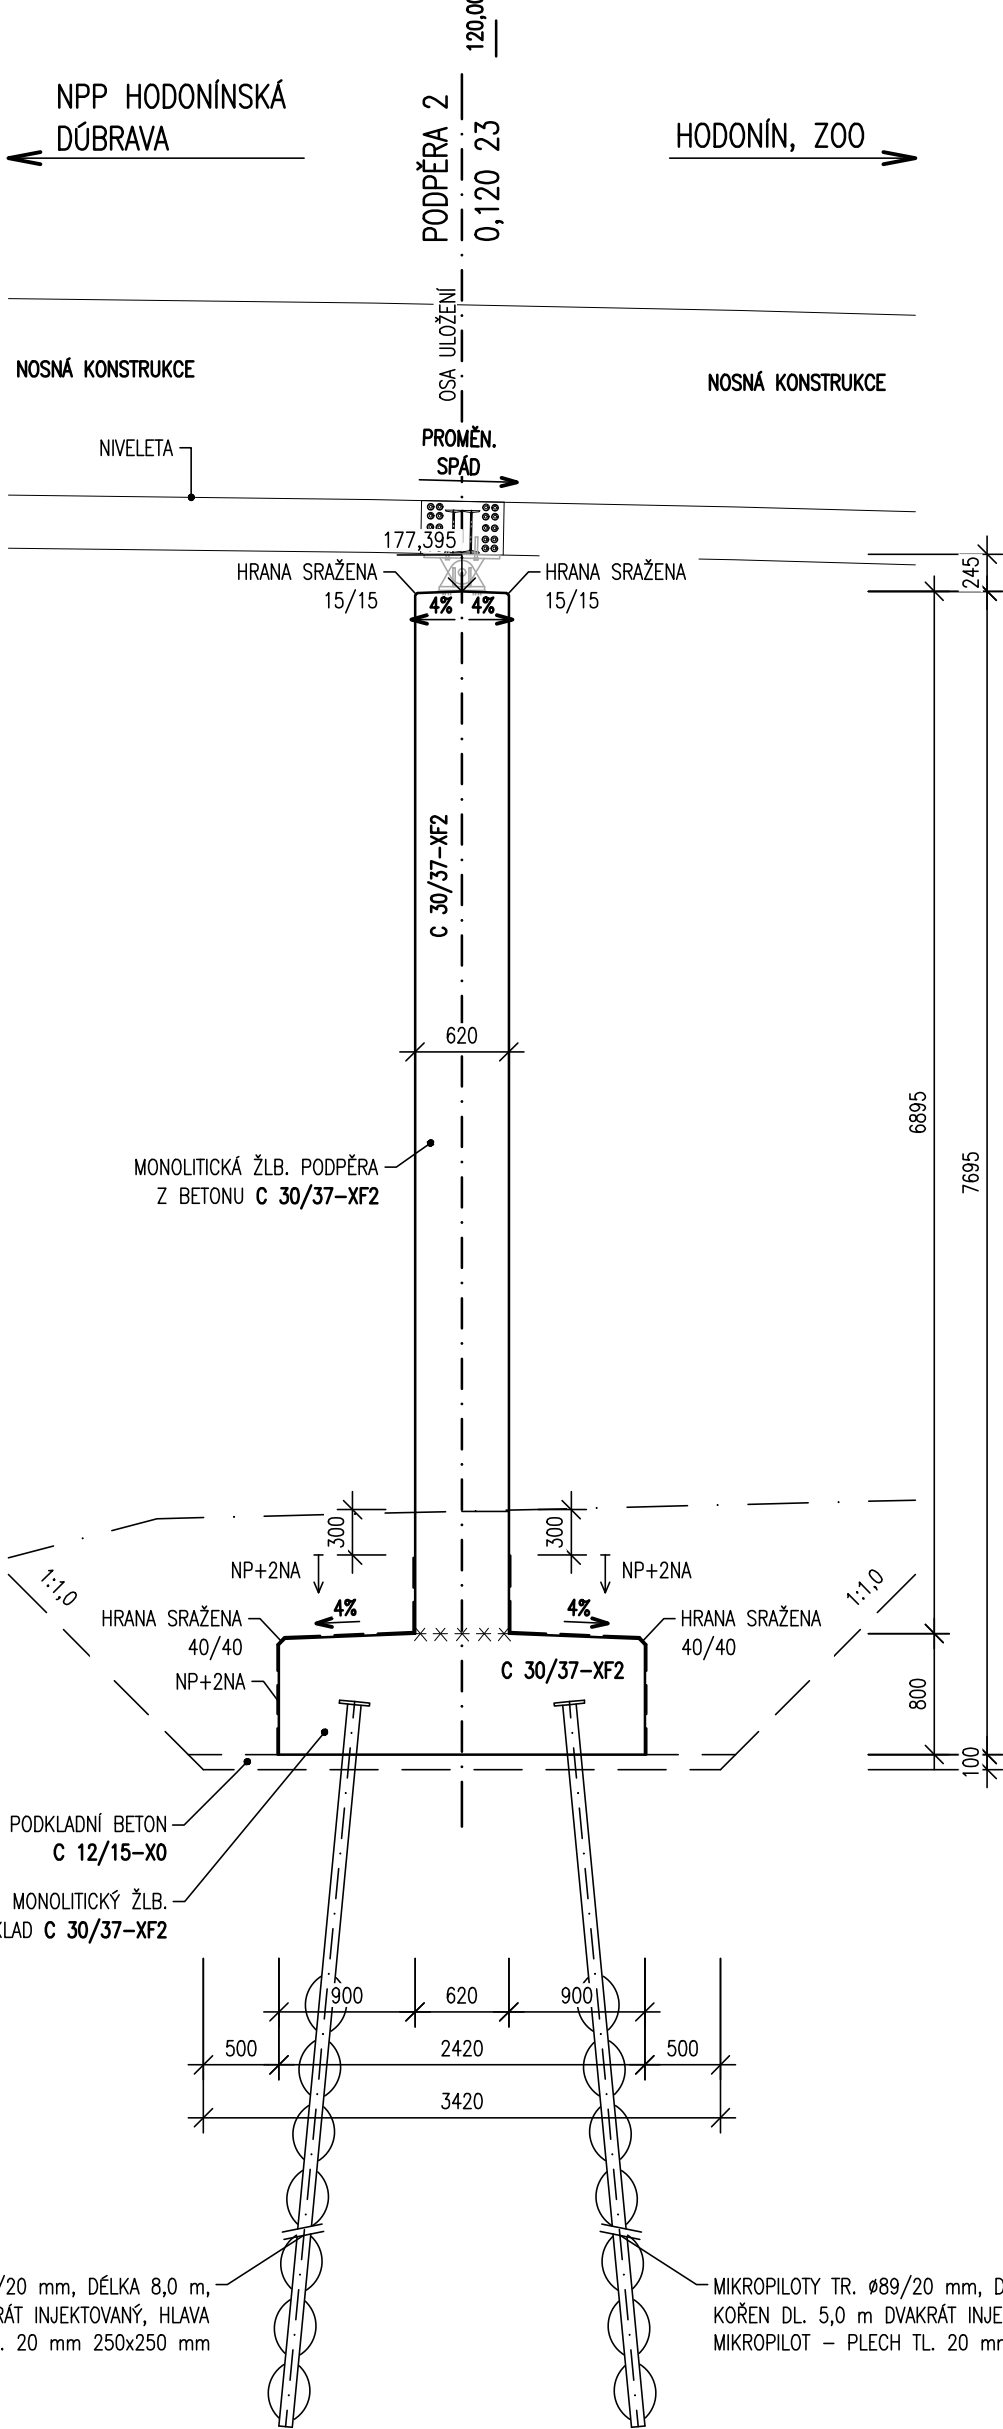 120,00
NPP HODONÍNSKÁ
DÚBRAVA
PODPĚRA 2
0,120 23
HODONÍN, ZOO
OSA ULOŽENÍ
NOSNÁ KONSTRUKCE
NOSNÁ KONSTRUKCE
NIVELETA
PROMĚN.
SPÁD
177,395
HRANA SRAŽENA
15/15
HRANA SRAŽENA
15/15
4%
4%
245
C 30/37-XF2
620
6895
7695
MONOLITICKÁ ŽLB. PODPĚRA
Z BETONU C 30/37-XF2
300
300
NP+2NA
NP+2NA
1:1,0
1:1,0
4%
4%
HRANA SRAŽENA
40/40
HRANA SRAŽENA
40/40
NP+2NA
C 30/37-XF2
800
100
PODKLADNÍ BETON
C 12/15-X0
MONOLITICKÝ ŽLB.
KLAD C 30/37-XF2
900
620
900
500
2420
500
3420
/20 mm, DÉLKA 8,0 m,
RÁT INJEKTOVANÝ, HLAVA
. 20 mm 250x250 mm
MIKROPILOTY TR. ø89/20 mm, D
KOŘEN DL. 5,0 m DVAKRÁT INJE
MIKROPILOT – PLECH TL. 20 mm